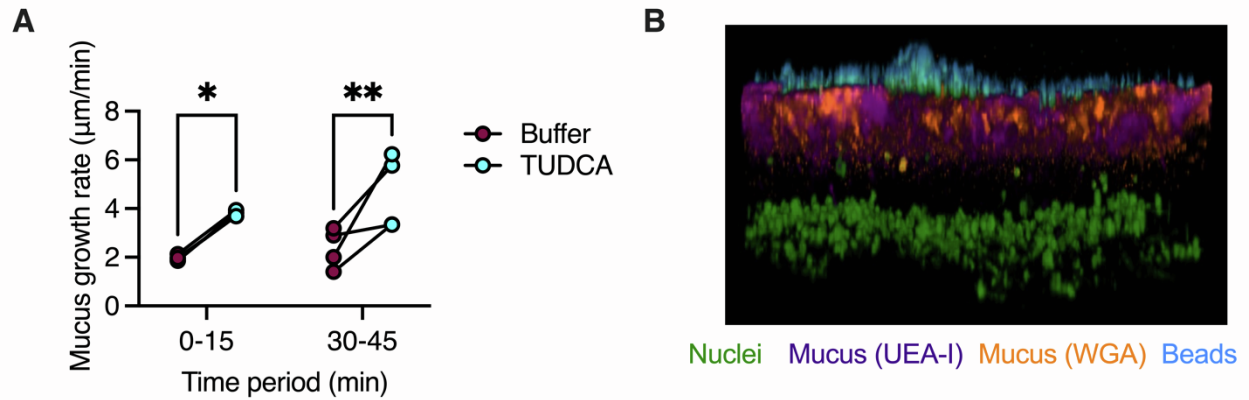 A
Mucus growth rate (µm/min)
8
6
4
2
0
*
**
0-15
30-45
Time period (min)
Buffer
TUDCA
B
Nuclei Mucus (UEA-I) Mucus (WGA) Beads